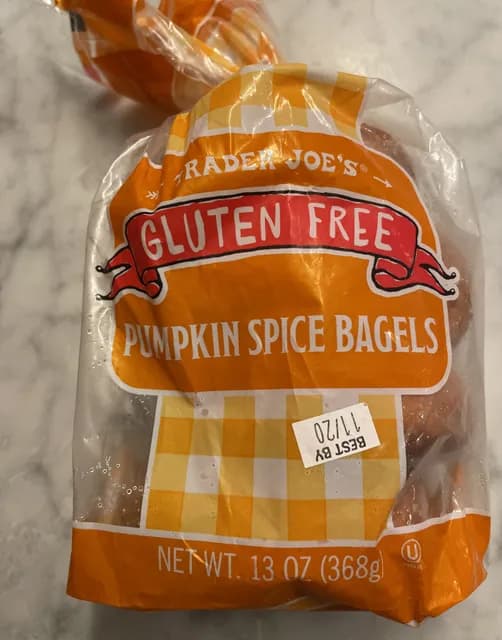 TRADER JOE'S
GLUTEN FREE
PUMPKIN SPICE BAGELS
BEST BY
11/20
NET WT. 13 OZ (368g)
U